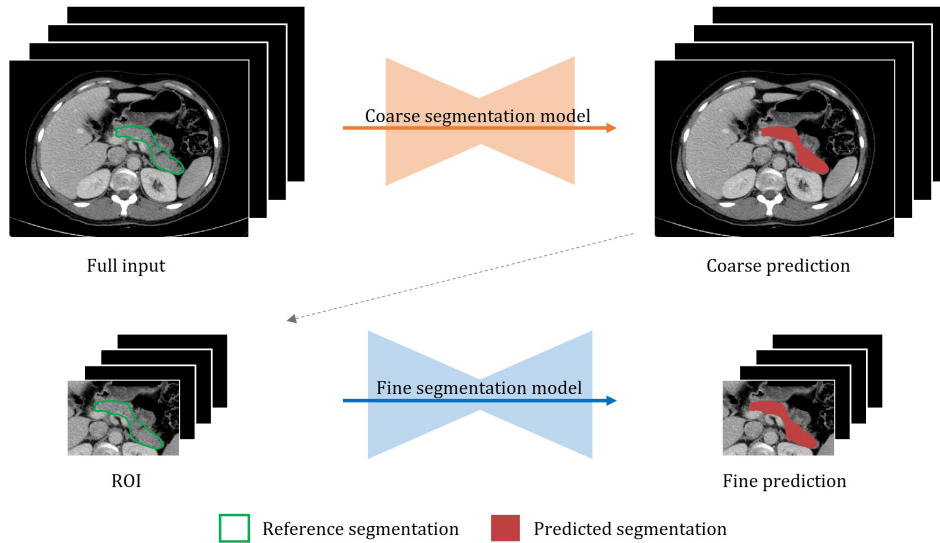 Coarse segmentation model
Full input
Coarse prediction
Fine segmentation model
ROI
Fine prediction
Reference segmentation
Predicted segmentation